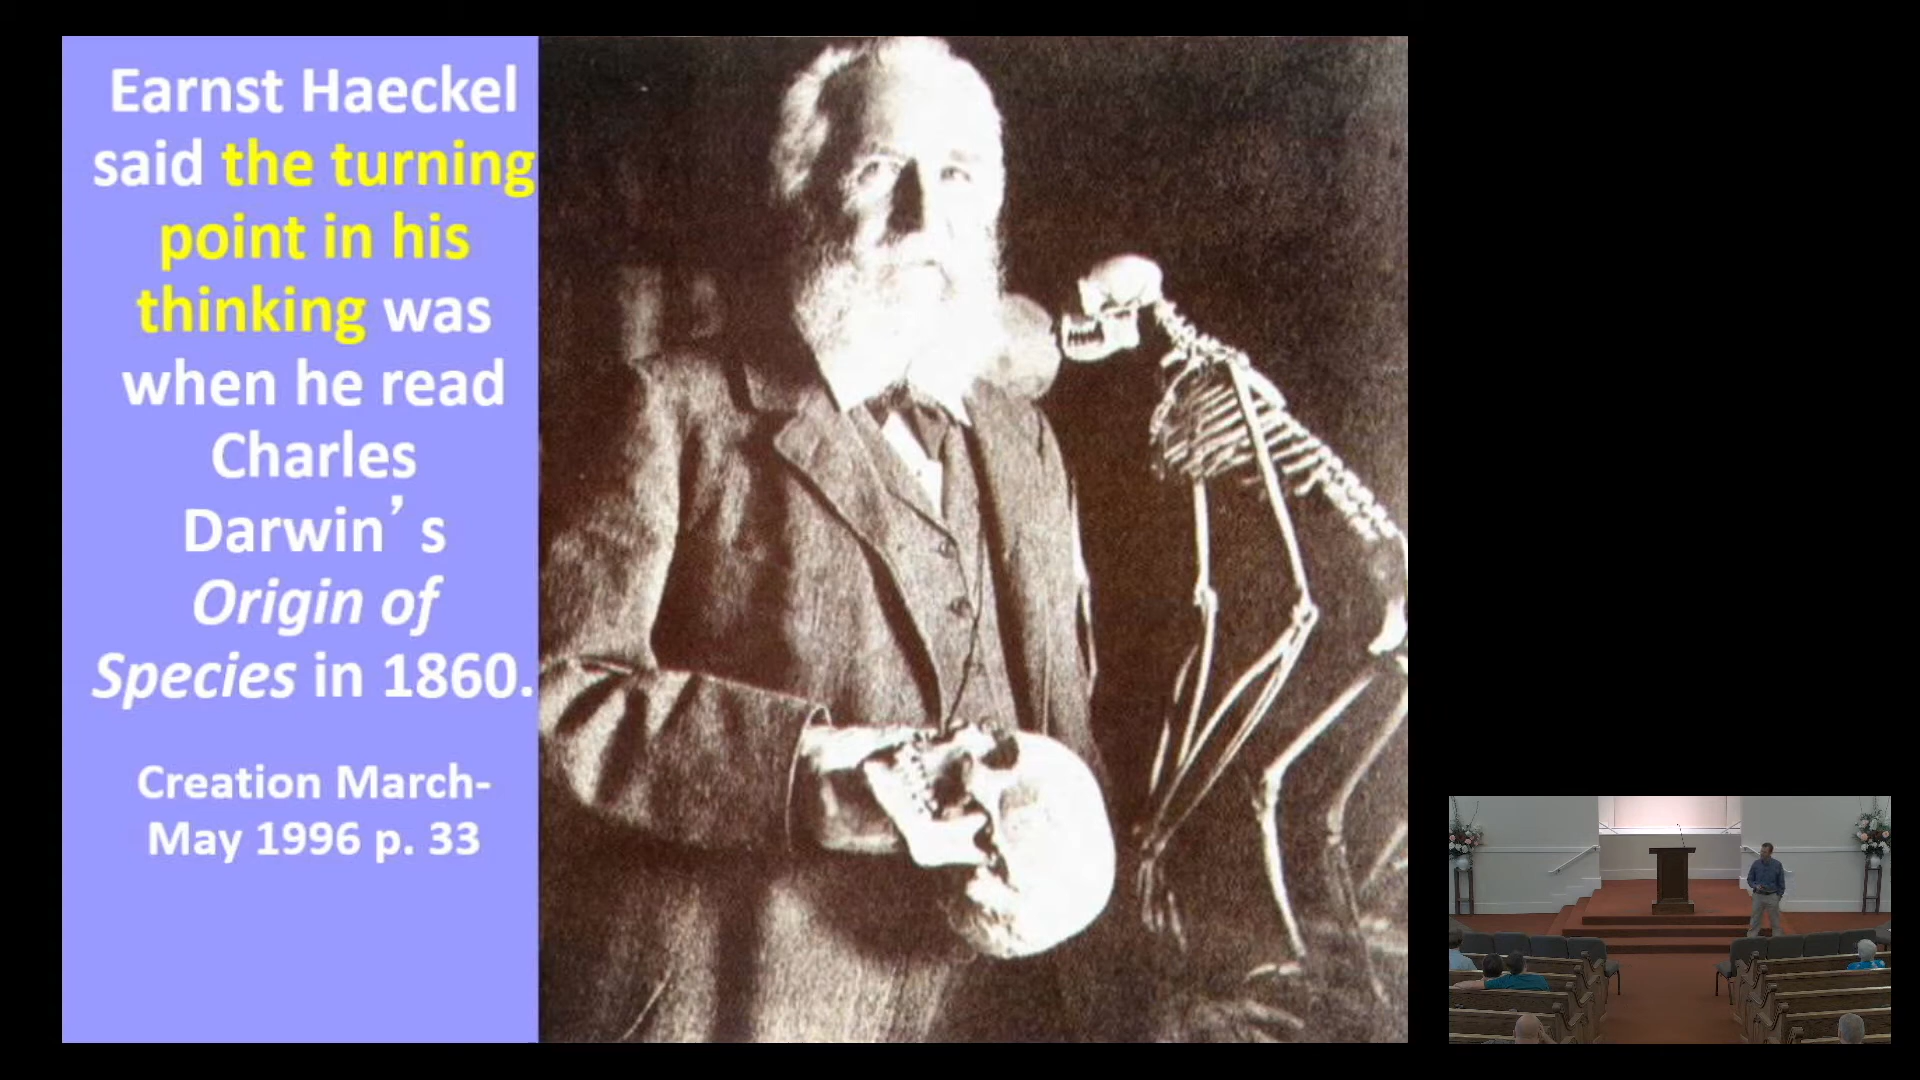 Earnst Haeckel
said the turning
point in his
thinking was
when he read
Charles
Darwin’s
Origin of
Species in 1860.
Creation March-
May 1996 p. 33